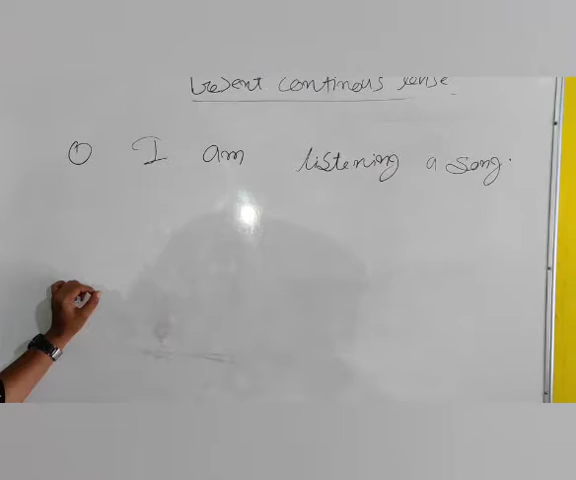 Present continous tense
① I am listening a song.